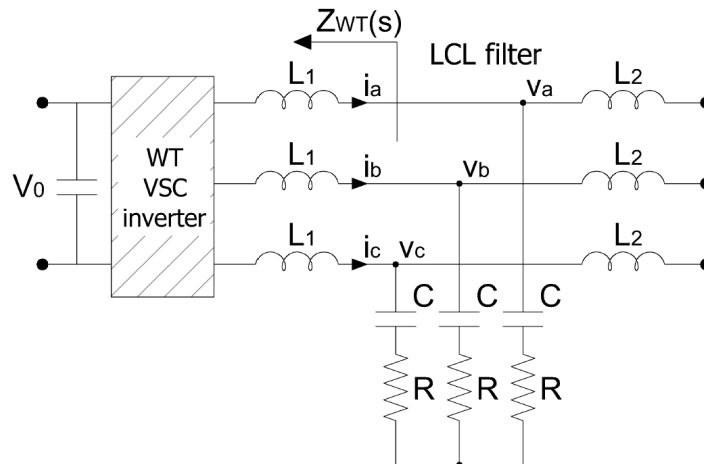 ZWT(s)
LCL filter
L1
ia
va
L2
WT
VSC
inverter
V0
L1
ib
vb
L2
L1
ic
vc
L2
C
C
C
R
R
R